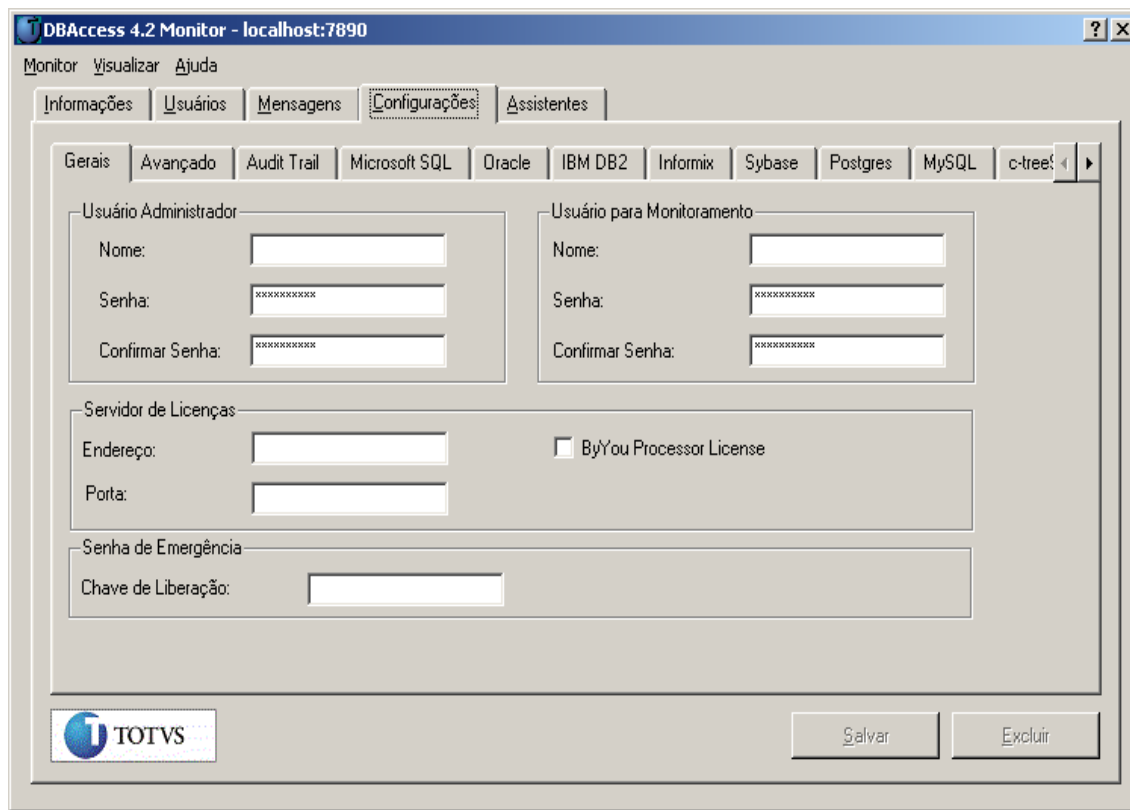 DBAccess 4.2 Monitor - localhost:7890
Monitor Visualizar Ajuda
Informações Usuários Mensagens Configurações Assistentes
Gerais Avançado Audit Trail Microsoft SQL Oracle IBM DB2 Informix Sybase Postgres MySQL
Usuário Administrador Usuário para Monitoramento
Nome: Nome:
Senha: ********** Senha: **********
Confirmar Senha: ********** Confirmar Senha: **********
Servidor de Licenças
Endereço: ByYou Processor License
Porta:
Senha de Emergência
Chave de Liberação:
TOTVS Salvar Excluir